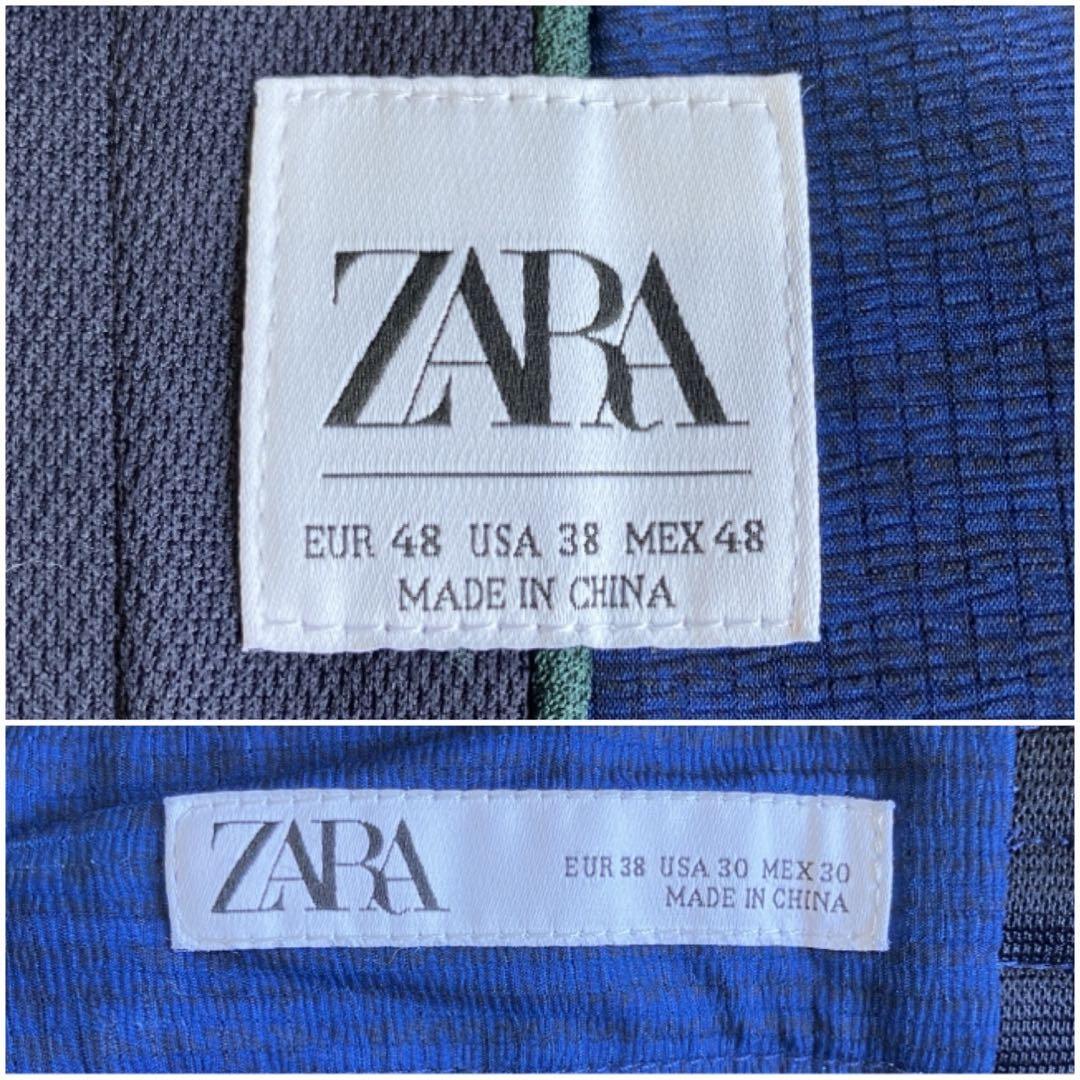 ZARA
EUR 48 USA 38 MEX 48
MADE IN CHINA
ZARA
EUR 38 USA 30 MEX 30
MADE IN CHINA